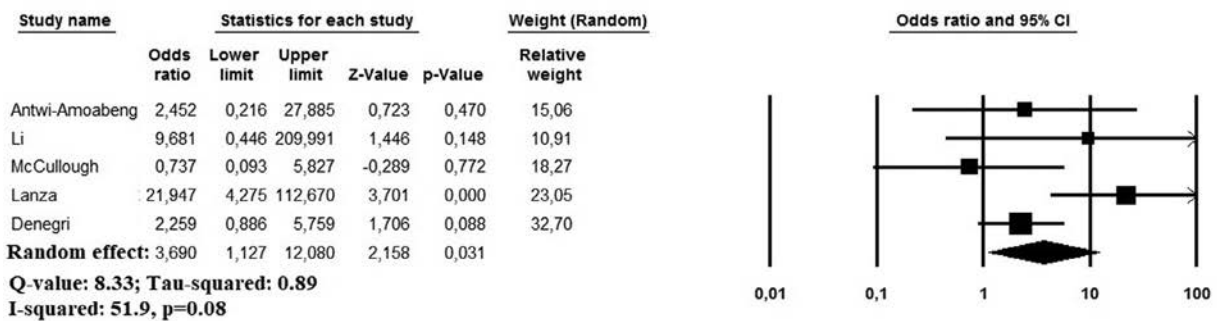 Study name Statistics for each study Weight (Random) Odds ratio and 95% CI
Odds ratio Lower limit Upper limit Z-Value p-Value Relative weight
Antwi-Amoabeng 2,452 0,216 27,885 0,723 0,470 15,06
Li 9,681 0,446 209,991 1,446 0,148 10,91
McCullough 0,737 0,093 5,827 -0,289 0,772 18,27
Lanza 21,947 4,275 112,670 3,701 0,000 23,05
Denegri 2,259 0,886 5,759 1,706 0,088 32,70
Random effect: 3,690 1,127 12,080 2,158 0,031
Q-value: 8.33; Tau-squared: 0.89
I-squared: 51.9, p=0.08
0,01 0,1 1 10 100